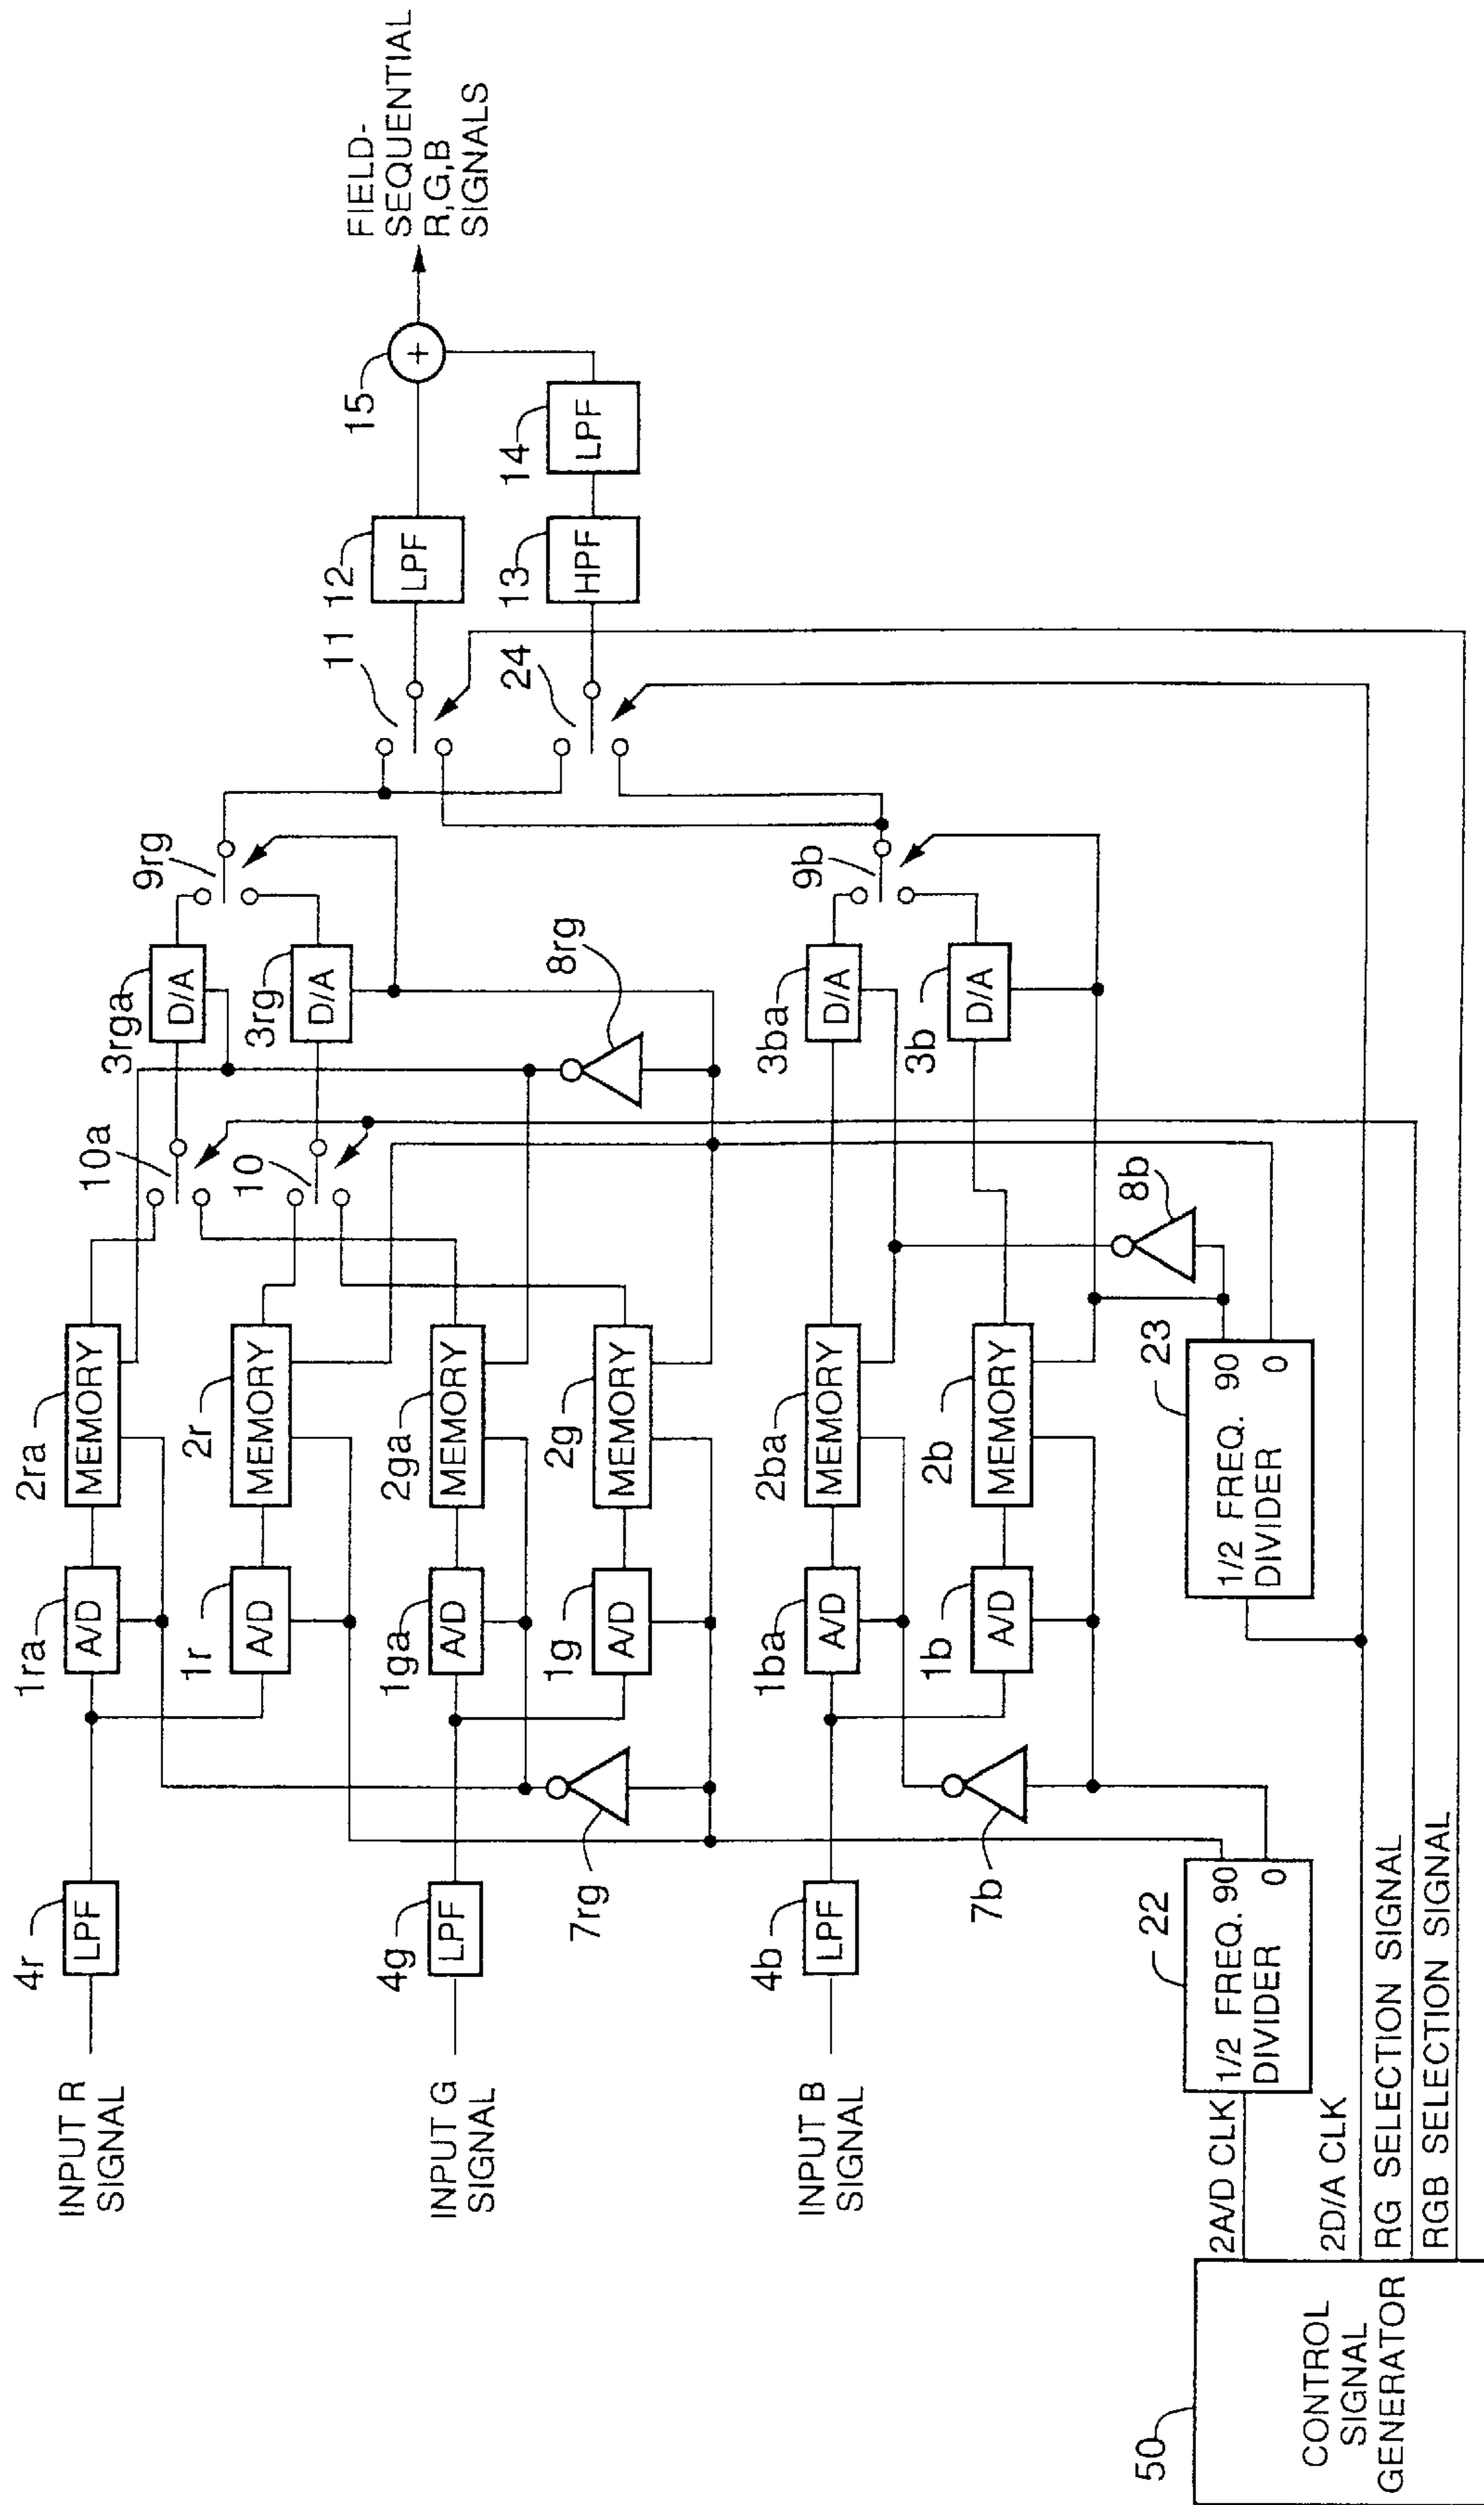 INPUT R
SIGNAL
4r
LPF
1ra
A/D
2ra
MEMORY
1r
A/D
2r
MEMORY
10a
10
3rga
D/A
3rg
D/A
9rg
INPUT G
SIGNAL
4g
LPF
1ga
A/D
2ga
MEMORY
1g
A/D
2g
MEMORY
7rg
8rg
11
12
LPF
15
+
FIELD-
SEQUENTIAL
R,G,B
SIGNALS
24
13
HPF
14
LPF
INPUT B
SIGNAL
4b
LPF
1ba
A/D
2ba
MEMORY
1b
A/D
2b
MEMORY
7b
8b
3ba
D/A
3b
D/A
9b
22
1/2 FREQ. 90
DIVIDER 0
23
1/2 FREQ. 90
DIVIDER 0
50
CONTROL
SIGNAL
GENERATOR
2A/D CLK
2D/A CLK
RG SELECTION SIGNAL
RGB SELECTION SIGNAL